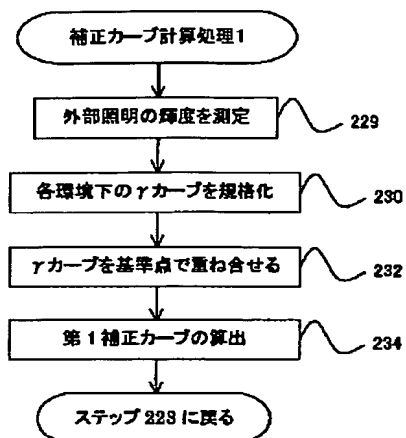 補正カーブ計算処理1
外部照明の輝度を測定
229
各環境下のγカーブを規格化
230
γカーブを基準点で重ね合せる
232
第1補正カーブの算出
234
ステップ223に戻る